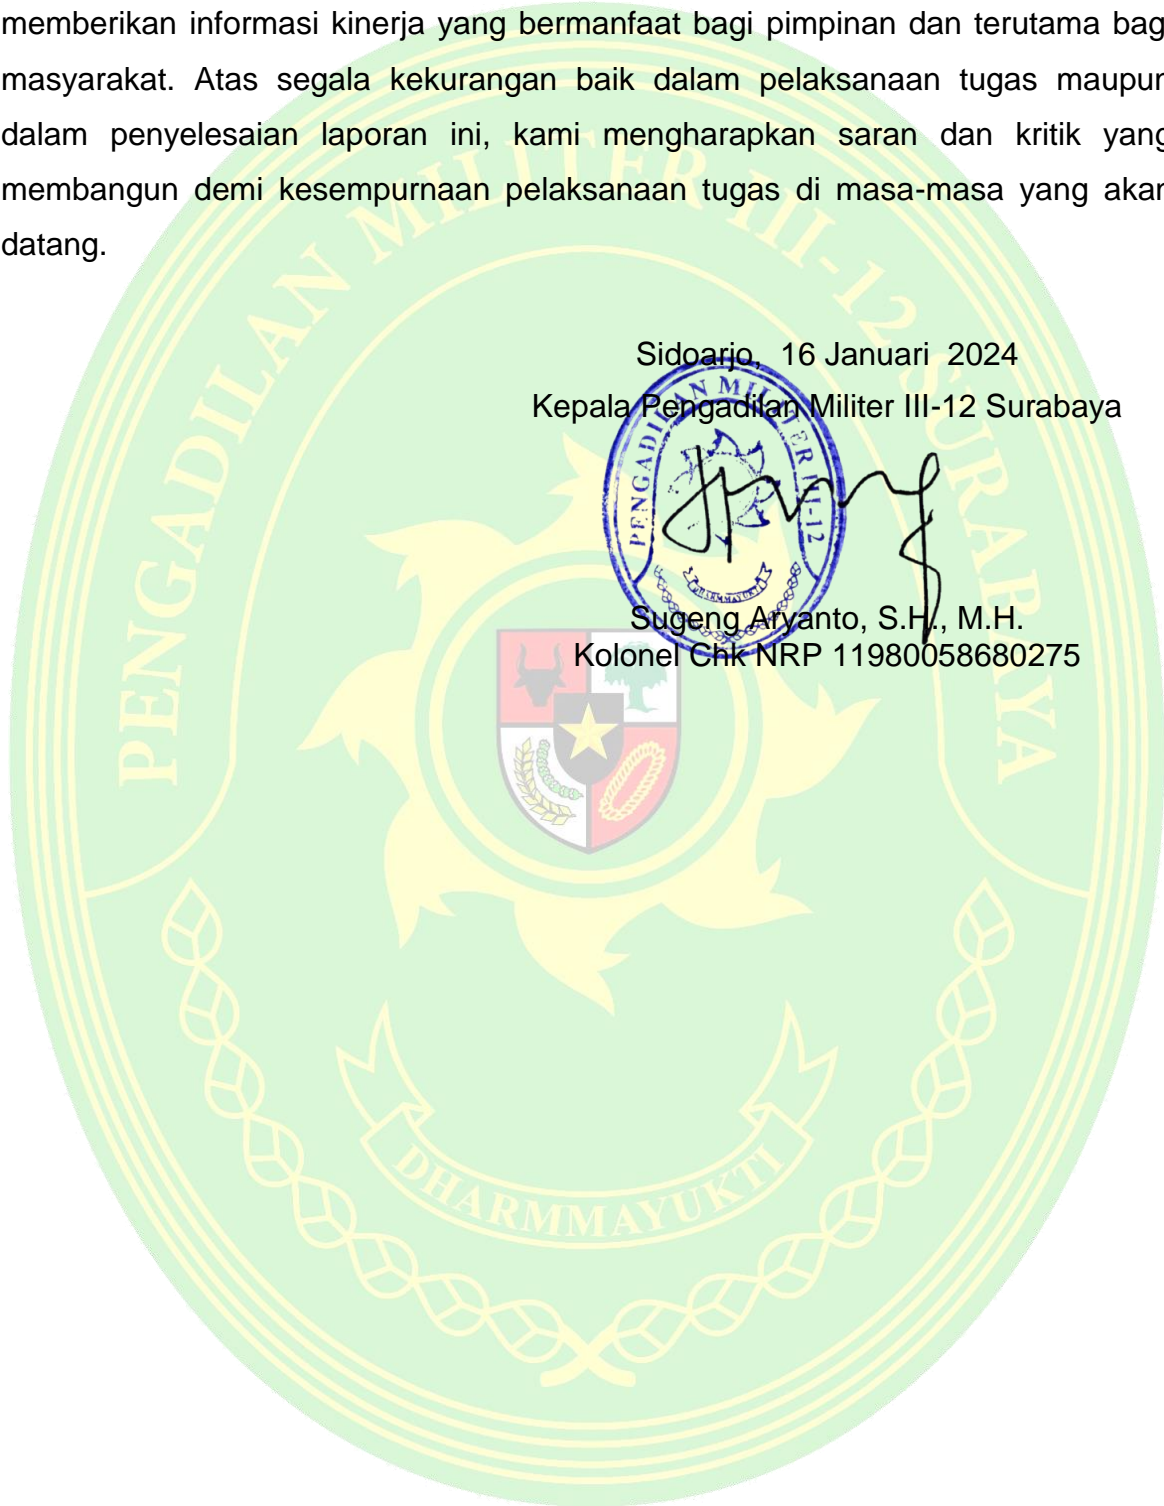 memberikan informasi kinerja yang bermanfaat bagi pimpinan dan terutama bag
masyarakat. Atas segala kekurangan baik dalam pelaksanaan tugas maupun
dalam penyelesaian laporan ini, kami mengharapkan saran dan kritik yang
membangun demi kesempurnaan pelaksanaan tugas di masa-masa yang akan
datang.
Sidoarjo, 16 Januari 2024
Kepala Pengadilan Militer III-12 Surabaya
PENGADILAN MILITER III-12
DHARMMAYUKTI
Sugeng Aryanto, S.H., M.H.
Kolonel Chk NRP 11980058680275
PENGADILAN MILITER III-12 SURABAYA
DHARMMAYUKTI